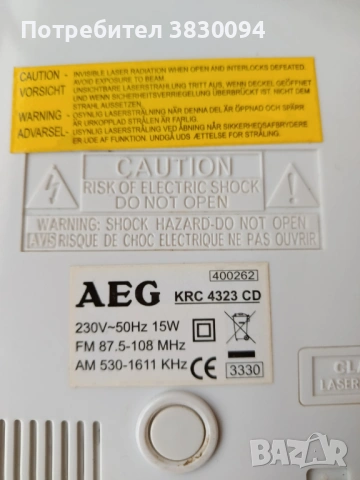 Потребител 3830094
CAUTION - INVISIBLE LASER RADIATION WHEN OPEN AND INTERLOCKS DEFEATED.
AVOID EXPOSURE TO BEAM
VORSICHT - UNSICHTBARE LASERSTRAHLUNG TRITT AUS, WENN DECKEL GEÖFFNET
UND WENN SICHERHEITSVERRIEGELUNG ÜBERBRÜCKT IST. NICHT DEM
STRAHL AUSSETZEN.
WARNING - OSYNLIG LASERSTRÅLNING NÄR DENNA DEL ÄR ÖPPNAD OCH SPÄRR
ÄR URKOPPLAD STRÅLEN ÄR FARLIG.
ADVARSEL - USYNLIG LASERSTRÅLING VED ÅBNING NÅR SIKKERHEDSAFBRYDERE
ER UDE AF FUNKTION. UNDGÅ UDS ÆTTELSE FOR STRÅLING.
CAUTION
RISK OF ELECTRIC SHOCK
DO NOT OPEN
WARNING: SHOCK HAZARD-DO NOT OPEN
AVIS RISQUE DE CHOC ELECTRIQUE NE PAS OUVRIR
400262
AEG KRC 4323 CD
230V~50Hz 15W
FM 87.5-108 MHz
AM 530-1611 KHz
CE 3330
LASER
bazar.bg